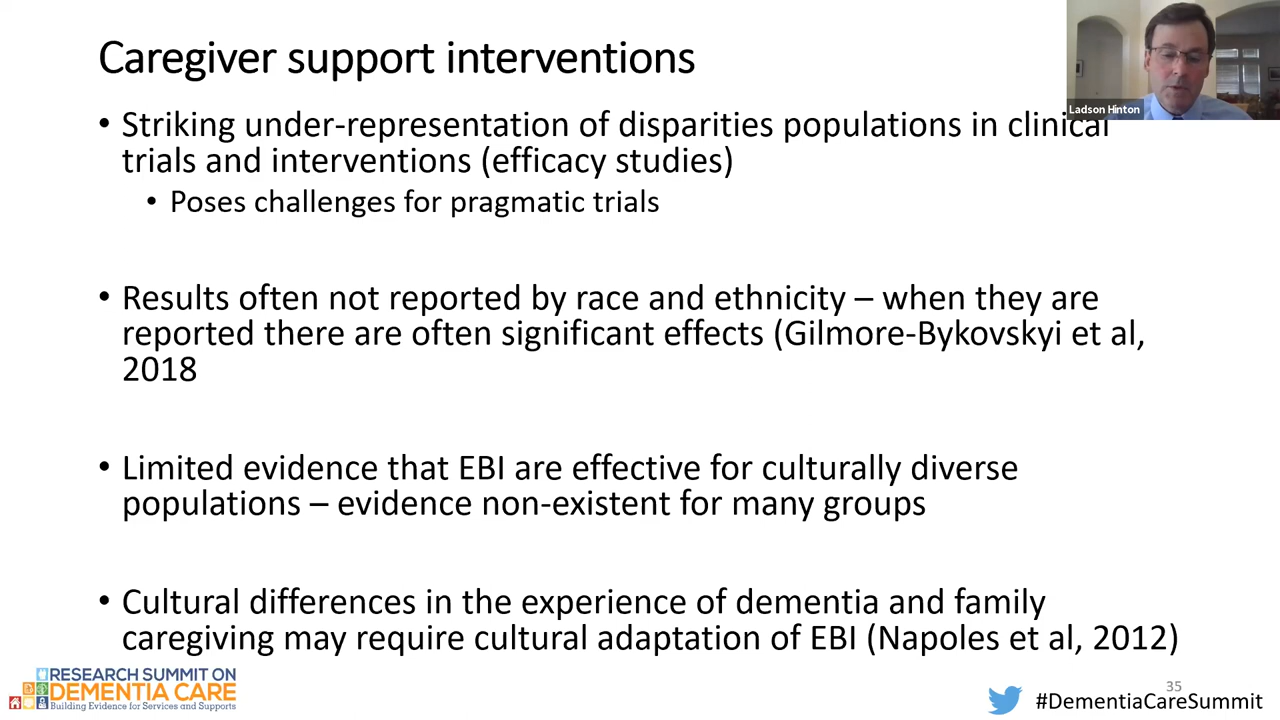 Caregiver support interventions
Ladson Hinton
• Striking under-representation of disparities populations in clinical
trials and interventions (efficacy studies)
• Poses challenges for pragmatic trials
• Results often not reported by race and ethnicity – when they are
reported there are often significant effects (Gilmore-Bykovskyi et al,
2018
• Limited evidence that EBI are effective for culturally diverse
populations – evidence non-existent for many groups
• Cultural differences in the experience of dementia and family
caregiving may require cultural adaptation of EBI (Napoles et al, 2012)
RESEARCH SUMMIT ON
DEMENTIA CARE
Building Evidence for Services and Supports
35
#DementiaCareSummit